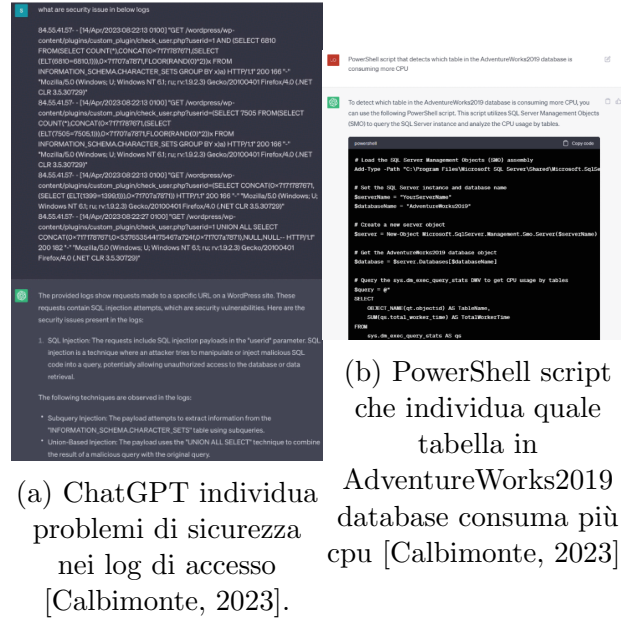 what are security issue in below logs
84.55.41.57- - [14/Apr/2023:08:22:13 0100] "GET /wordpress/wp-
content/plugins/custom_plugin/check_user.php?userid=1 AND (SELECT 6810
FROM(SELECT COUNT(*),CONCAT(0x7171787671,(SELECT
(ELT(6810=6810,1))),0x71707a7871,FLOOR(RAND(0)*2))x FROM
INFORMATION_SCHEMA.CHARACTER_SETS GROUP BY x)a) HTTP/1.1" 200 166 "-"
"Mozilla/5.0 (Windows; U; Windows NT 6.1; ru; rv:1.9.2.3) Gecko/20100401 Firefox/4.0 (.NET
CLR 3.5.30729)"
84.55.41.57- - [14/Apr/2023:08:22:13 0100] "GET /wordpress/wp-
content/plugins/custom_plugin/check_user.php?userid=(SELECT 7505 FROM(SELECT
COUNT(*),CONCAT(0x7171787671,(SELECT
(ELT(7505=7505,1))),0x71707a7871,FLOOR(RAND(0)*2))x FROM
INFORMATION_SCHEMA.CHARACTER_SETS GROUP BY x)a) HTTP/1.1" 200 166 "-"
"Mozilla/5.0 (Windows; U; Windows NT 6.1; ru; rv:1.9.2.3) Gecko/20100401 Firefox/4.0 (.NET
CLR 3.5.30729)"
84.55.41.57- - [14/Apr/2023:08:22:13 0100] "GET /wordpress/wp-
content/plugins/custom_plugin/check_user.php?userid=(SELECT CONCAT(0x7171787671,
(SELECT (ELT(1399=1399,1))),0x71707a7871)) HTTP/1.1" 200 166 "-" "Mozilla/5.0 (Windows; U;
Windows NT 6.1; ru; rv:1.9.2.3) Gecko/20100401 Firefox/4.0 (.NET CLR 3.5.30729)"
84.55.41.57- - [14/Apr/2023:08:22:27 0100] "GET /wordpress/wp-
content/plugins/custom_plugin/check_user.php?userid=1 UNION ALL SELECT
CONCAT(0x7171787671,0x537653544175467a724f,0x71707a7871),NULL,NULL-- HTTP/1.1"
200 182 "-" "Mozilla/5.0 (Windows; U; Windows NT 6.1; ru; rv:1.9.2.3) Gecko/20100401
Firefox/4.0 (.NET CLR 3.5.30729)"
The provided logs show requests made to a specific URL on a WordPress site. These
requests contain SQL injection attempts, which are security vulnerabilities. Here are the
security issues present in the logs:
1. SQL Injection: The requests include SQL injection payloads in the "userid" parameter. SQL
injection is a technique where an attacker tries to manipulate or inject malicious SQL
code into a query, potentially allowing unauthorized access to the database or data
retrieval.
The following techniques are observed in the logs:
• Subquery Injection: The payload attempts to extract information from the
"INFORMATION_SCHEMA.CHARACTER_SETS" table using subqueries.
• Union-Based Injection: The payload uses the "UNION ALL SELECT" technique to combine
the result of a malicious query with the original query.
(a) ChatGPT individua
problemi di sicurezza
nei log di accesso
[Calbimonte, 2023].
PowerShell script that detects which table in the AdventureWorks2019 database is
consuming more CPU
To detect which table in the AdventureWorks2019 database is consuming more CPU, you
can use the following PowerShell script. This script utilizes SQL Server Management Objects
(SMO) to query the SQL Server instance and analyze the CPU usage by tables.
powershell
Copy code
# Load the SQL Server Management Objects (SMO) assembly
Add-Type -Path "C:\Program Files\Microsoft SQL Server\Shared\Microsoft.SqlSe
# Set the SQL Server instance and database name
$serverName = "YourServerName"
$databaseName = "AdventureWorks2019"
# Create a new server object
$server = New-Object Microsoft.SqlServer.Management.Smo.Server($serverName)
# Get the AdventureWorks2019 database object
$database = $server.Databases[$databaseName]
# Query the sys.dm_exec_query_stats DMV to get CPU usage by tables
$query = @"
SELECT
OBJECT_NAME(qt.objectid) AS TableName,
SUM(qs.total_worker_time) AS TotalWorkerTime
FROM
sys.dm_exec_query_stats AS qs
(b) PowerShell script
che individua quale
tabella in
AdventureWorks2019
database consuma più
cpu [Calbimonte, 2023]